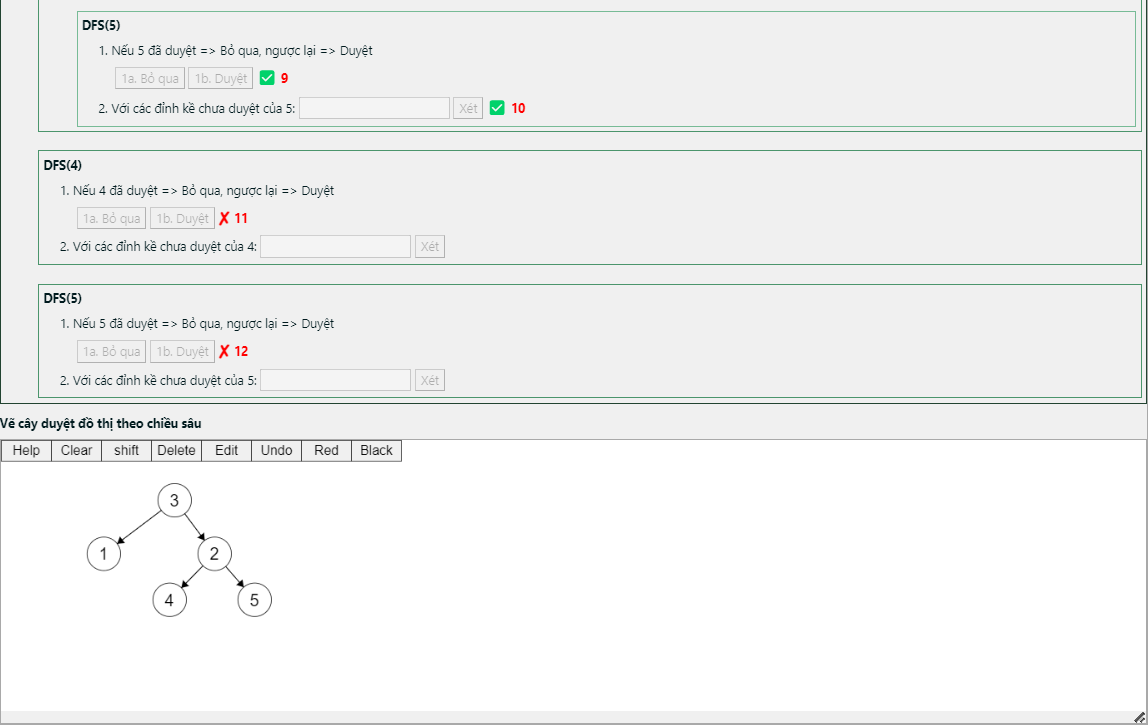 DFS(5)
1. Nếu 5 đã duyệt => Bỏ qua, ngược lại => Duyệt
1a. Bỏ qua 1b. Duyệt ✅ 9
2. Với các đỉnh kề chưa duyệt của 5: Xét ✅ 10
DFS(4)
1. Nếu 4 đã duyệt => Bỏ qua, ngược lại => Duyệt
1a. Bỏ qua 1b. Duyệt ✗ 11
2. Với các đỉnh kề chưa duyệt của 4: Xét
DFS(5)
1. Nếu 5 đã duyệt => Bỏ qua, ngược lại => Duyệt
1a. Bỏ qua 1b. Duyệt ✗ 12
2. Với các đỉnh kề chưa duyệt của 5: Xét
Vẽ cây duyệt đồ thị theo chiều sâu
Help Clear shift Delete Edit Undo Red Black
3
1 2
4 5